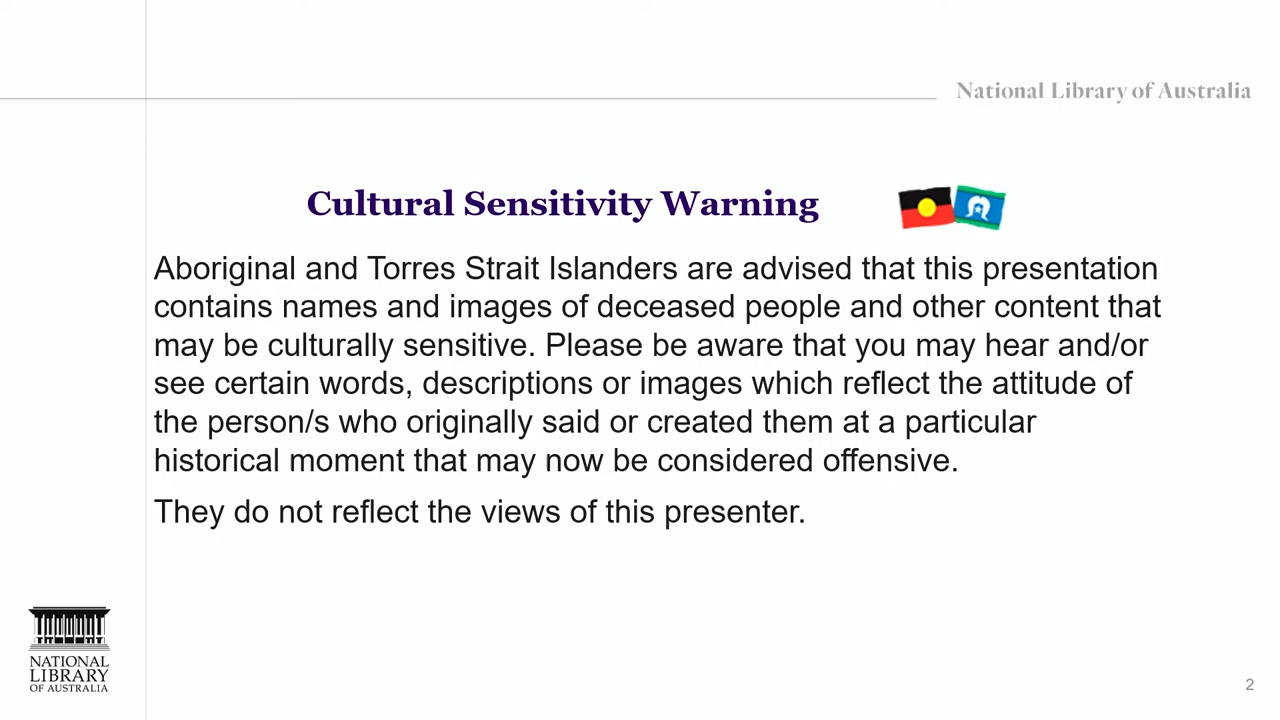 National Library of Australia
Cultural Sensitivity Warning
Aboriginal and Torres Strait Islanders are advised that this presentation
contains names and images of deceased people and other content that
may be culturally sensitive. Please be aware that you may hear and/or
see certain words, descriptions or images which reflect the attitude of
the person/s who originally said or created them at a particular
historical moment that may now be considered offensive.
They do not reflect the views of this presenter.
NATIONAL
LIBRARY
OF AUSTRALIA
2